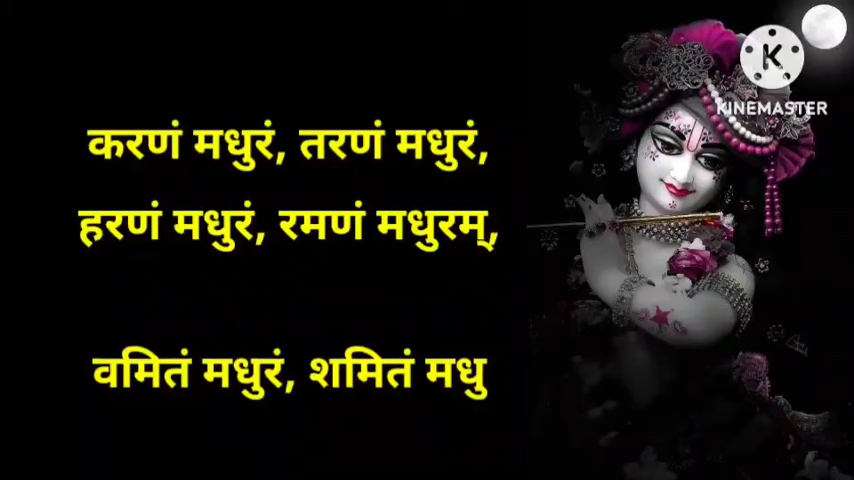 करणं मधुरं, तरणं मधुरं,
हरणं मधुरं, रमणं मधुरम्,
वमितं मधुरं, शमितं मधु
K
KINEMASTER